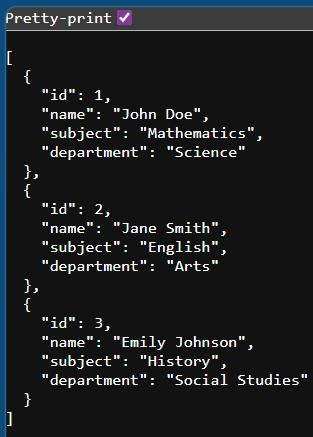 Pretty-print
[
  {
    "id": 1,
    "name": "John Doe",
    "subject": "Mathematics",
    "department": "Science"
  },
  {
    "id": 2,
    "name": "Jane Smith",
    "subject": "English",
    "department": "Arts"
  },
  {
    "id": 3,
    "name": "Emily Johnson",
    "subject": "History",
    "department": "Social Studies"
  }
]